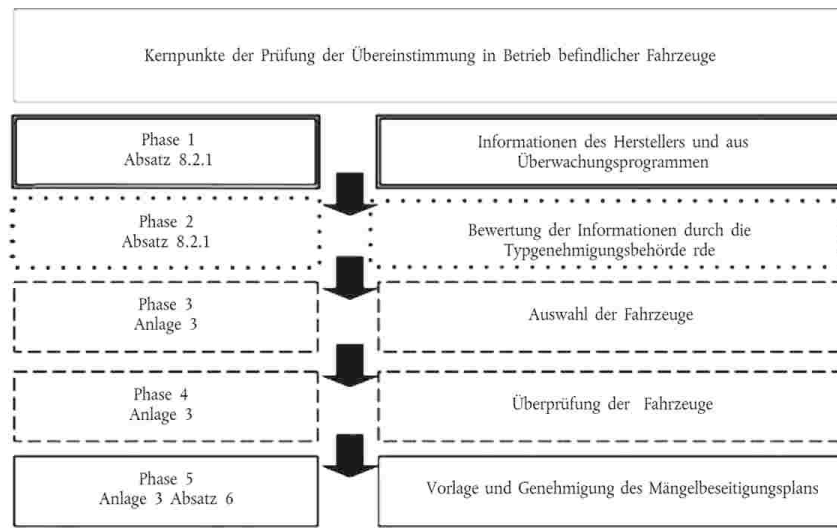 Kernpunkte der Prüfung der Übereinstimmung in Betrieb befindlicher Fahrzeuge
Phase 1
Absatz 8.2.1
Informationen des Herstellers und aus
Überwachungsprogrammen
Phase 2
Absatz 8.2.1
Bewertung der Informationen durch die
Typgenehmigungsbehörde rde
Phase 3
Anlage 3
Auswahl der Fahrzeuge
Phase 4
Anlage 3
Überprüfung der Fahrzeuge
Phase 5
Anlage 3 Absatz 6
Vorlage und Genehmigung des Mängelbeseitigungsplans